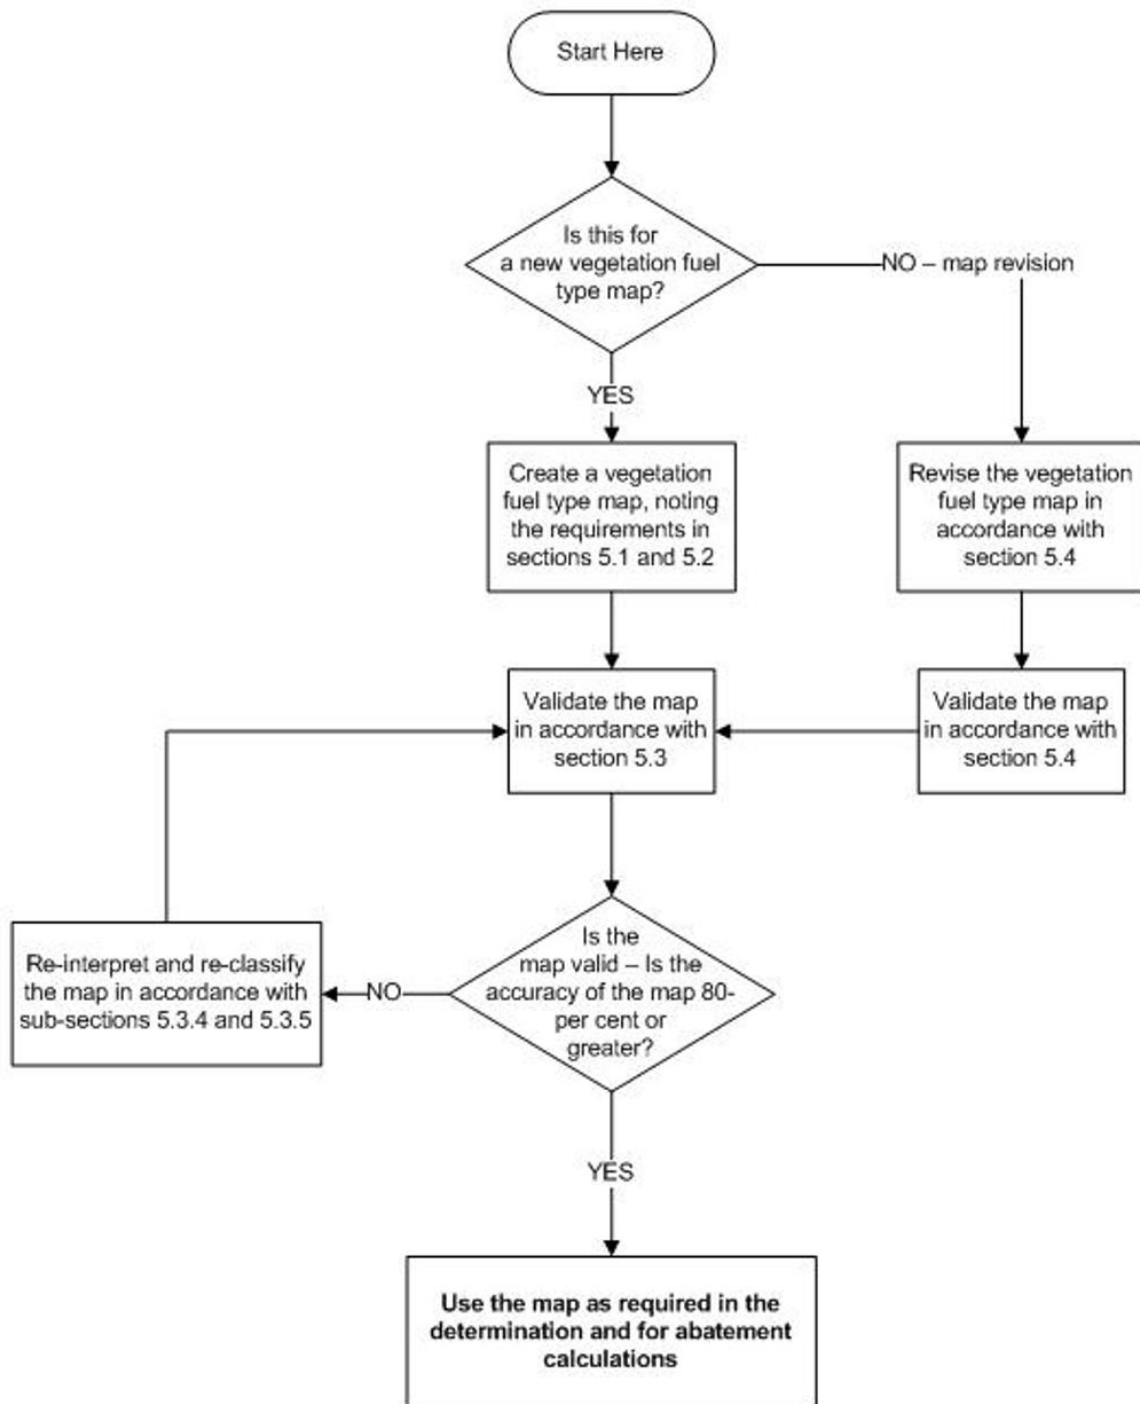 Start Here
Is this for
a new vegetation fuel
type map?
NO – map revision
YES
Create a vegetation
fuel type map, noting
the requirements in
sections 5.1 and 5.2
Revise the vegetation
fuel type map in
accordance with
section 5.4
Validate the map
in accordance with
section 5.3
Validate the map
in accordance with
section 5.4
Is the
map valid – Is the
accuracy of the map 80-
per cent or
greater?
NO
Re-interpret and re-classify
the map in accordance with
sub-sections 5.3.4 and 5.3.5
YES
Use the map as required in the
determination and for abatement
calculations